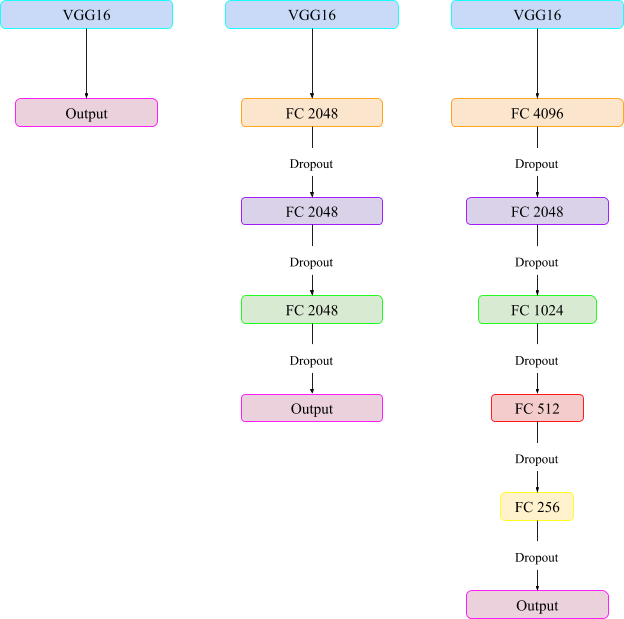 VGG16
Output
VGG16
FC 2048
Dropout
FC 2048
Dropout
FC 2048
Dropout
Output
VGG16
FC 4096
Dropout
FC 2048
Dropout
FC 1024
Dropout
FC 512
Dropout
FC 256
Dropout
Output